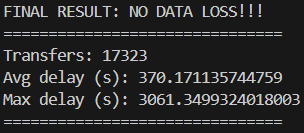 FINAL RESULT: NO DATA LOSS!!!
===============================
Transfers: 17323
Avg delay (s): 370.171135744759
Max delay (s): 3061.3499324018003
===============================